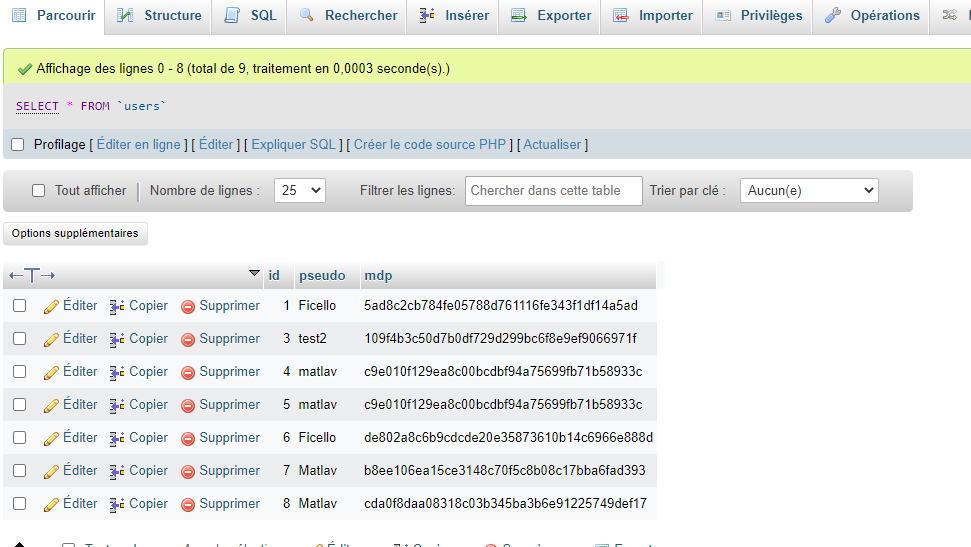 Parcourir Structure SQL Rechercher Insérer Exporter Importer Privilèges Opérations
Affichage des lignes 0 - 8 (total de 9, traitement en 0,0003 seconde(s).)
SELECT * FROM `users`
Profilage [ Éditer en ligne ] [ Éditer ] [ Expliquer SQL ] [ Créer le code source PHP ] [ Actualiser ]
Tout afficher Nombre de lignes : 25 Filtrer les lignes: Chercher dans cette table Trier par clé : Aucun(e)
Options supplémentaires
id pseudo mdp
Éditer Copier Supprimer 1 Ficello 5ad8c2cb784fe05788d761116fe343f1df14a5ad
Éditer Copier Supprimer 3 test2 109f4b3c50d7b0df729d299bc6f8e9ef9066971f
Éditer Copier Supprimer 4 matlav c9e010f129ea8c00bcdbf94a75699fb71b58933c
Éditer Copier Supprimer 5 matlav c9e010f129ea8c00bcdbf94a75699fb71b58933c
Éditer Copier Supprimer 6 Ficello de802a8c6b9cdcde20e35873610b14c6966e888d
Éditer Copier Supprimer 7 Matlav b8ee106ea15ce3148c70f5c8b08c17bba6fad393
Éditer Copier Supprimer 8 Matlav cda0f8daa08318c03b345ba3b6e91225749def17